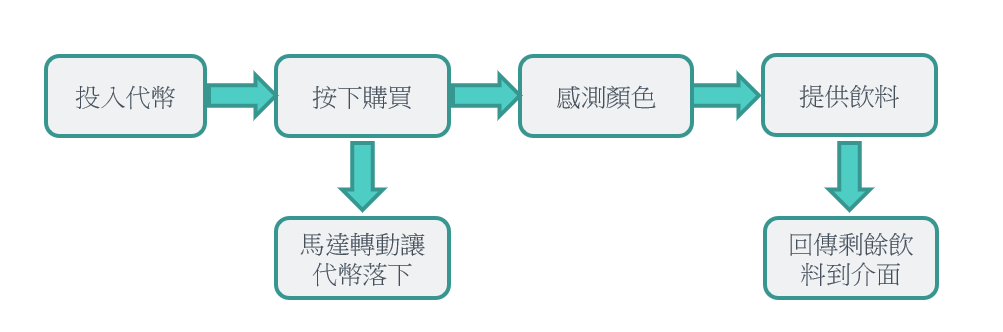 投入代幣
按下購買
感測顏色
提供飲料
馬達轉動讓
代幣落下
回傳剩餘飲
料到介面